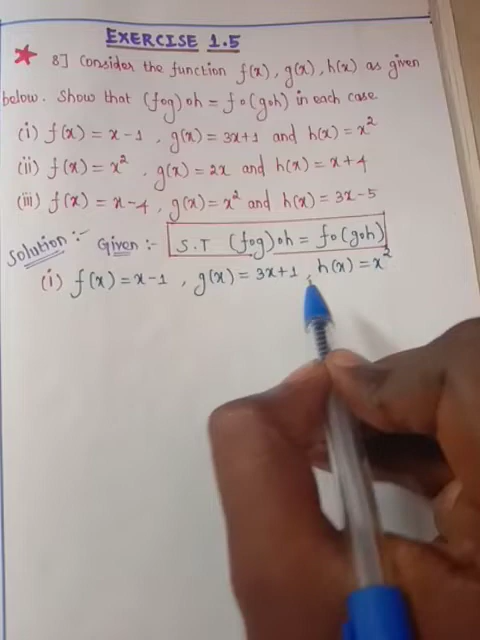 EXERCISE 1.5
★ 8] Consider the function f(x), g(x), h(x) as given
below. Show that (fog)oh = fo(goh) in each case.
(i) f(x) = x-1, g(x) = 3x+1 and h(x) = x²
(ii) f(x) = x², g(x) = 2x and h(x) = x+4
(iii) f(x) = x-4, g(x) = x² and h(x) = 3x-5
Solution:- Given:- S.T (fog)oh = fo(goh)
(i) f(x) = x-1, g(x) = 3x+1, h(x) = x²